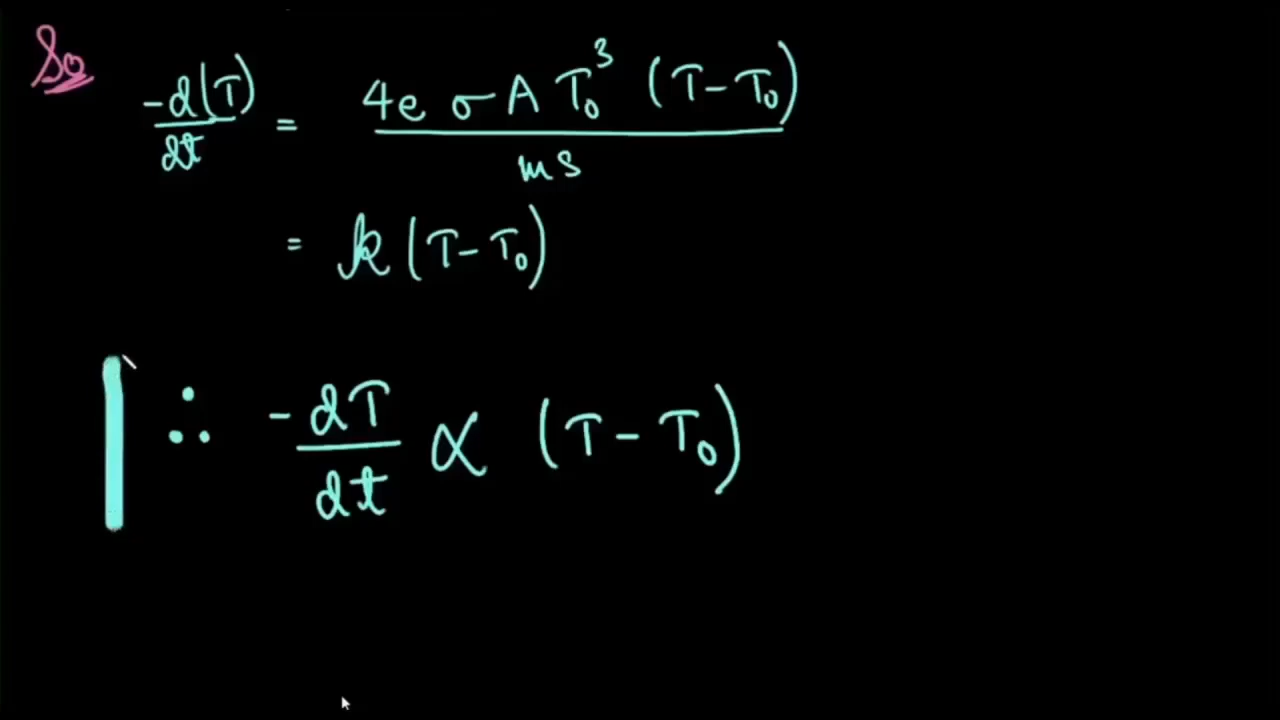 So
-d(T)/dt = 4eσAT₀³(T-T₀)/ms
= k(T-T₀)
∴ -dT/dt ∝ (T-T₀)